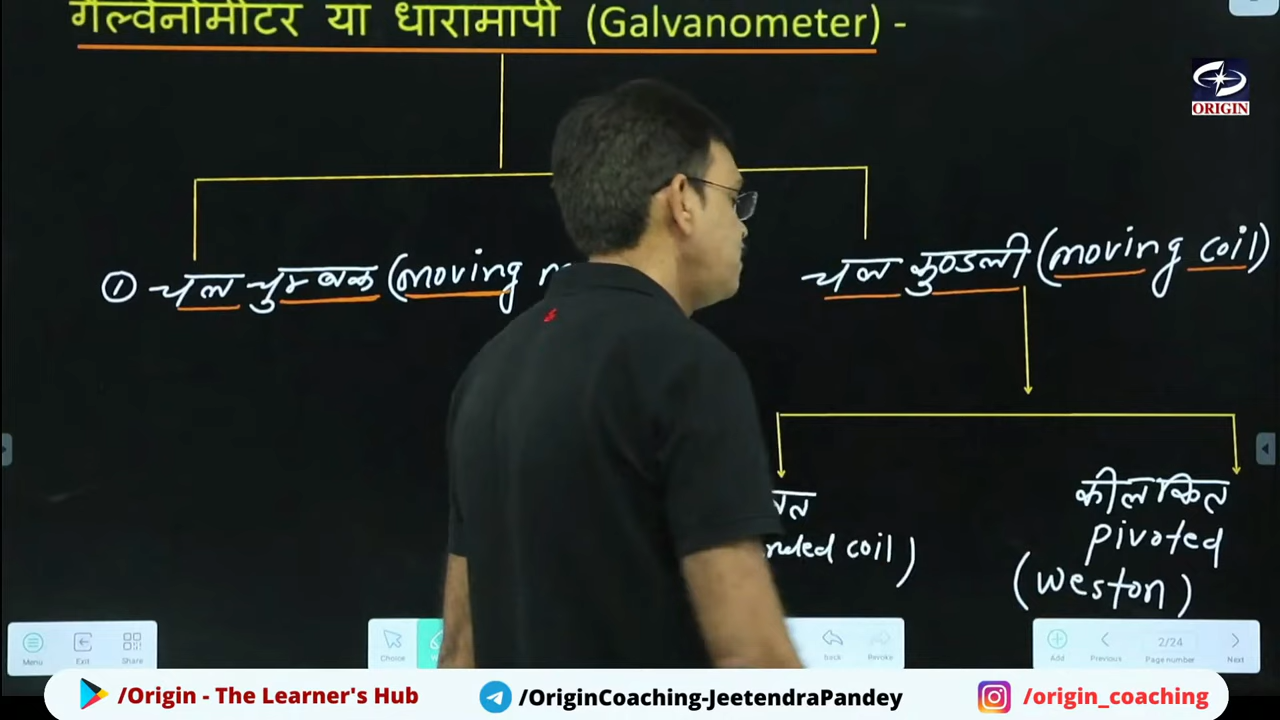 गैल्वेनोमीटर या धारामापी (Galvanometer) -
ORIGIN
① चल चुम्बक (moving
चल कुण्डली (moving coil)
कीलकित
pivoted
coil)
(Weston)
Menu
Exit
Share
Choice
back
Revoke
Add
Previous
2/24
Page number
Next
/Origin - The Learner's Hub
/OriginCoaching-JeetendraPandey
/origin_coaching